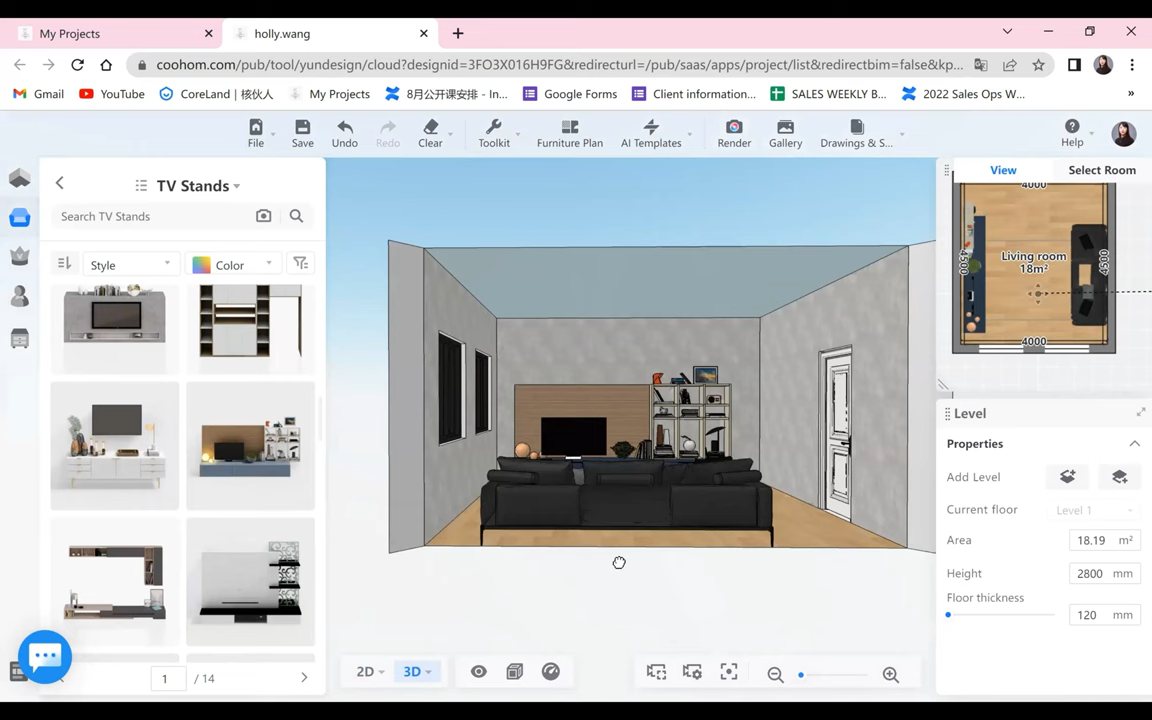 My Projects
holly.wang
coohom.com/pub/tool/yundesign/cloud?designid=3FO3X016H9FG&redirecturl=/pub/saas/apps/project/list&redirectbim=false&kp...
Gmail YouTube CoreLand | 核伙人 My Projects 8月公开课安排 - In... Google Forms Client information... SALES WEEKLY B... 2022 Sales Ops W... »
File Save Undo Redo Clear Toolkit Furniture Plan AI Templates Render Gallery Drawings & S... Help
TV Stands
Search TV Stands
Style Color
1 / 14
2D 3D
View Select Room
4000
4500
Living room
18m²
4500
4000
Level
Properties
Add Level
Current floor Level 1
Area 18.19 m²
Height 2800 mm
Floor thickness
120 mm